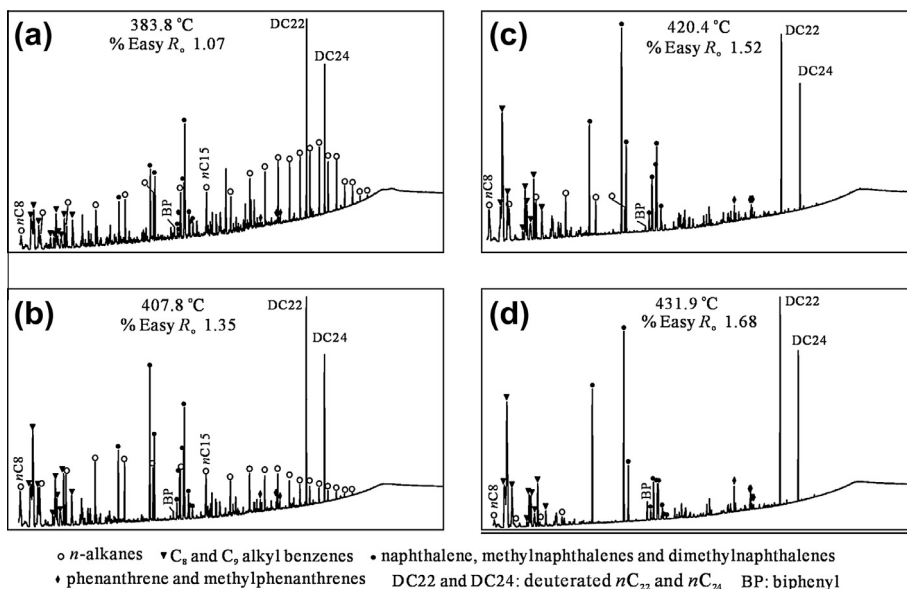 (a)
383.8 °C
% Easy Rₒ 1.07
DC22
DC24
nC8
BP
nC15
(c)
420.4 °C
% Easy Rₒ 1.52
DC22
DC24
nC8
BP
(b)
407.8 °C
% Easy Rₒ 1.35
DC22
DC24
nC8
BP
nC15
(d)
431.9 °C
% Easy Rₒ 1.68
DC22
DC24
nC8
BP
○ n-alkanes ▼ C₈ and C₉ alkyl benzenes • naphthalene, methylnaphthalenes and dimethylnaphthalenes
♦ phenanthrene and methylphenanthrenes DC22 and DC24: deuterated nC₂₂ and nC₂₄ BP: biphenyl